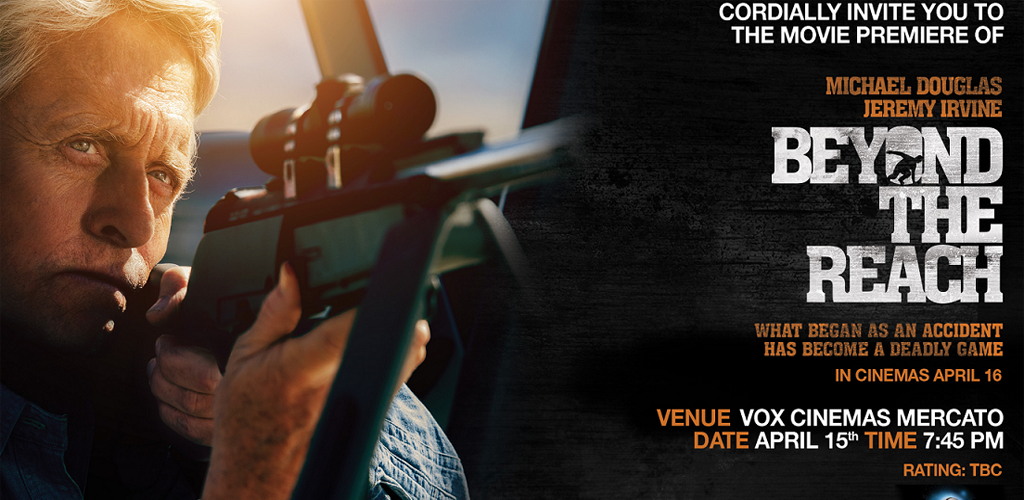 CORDIALLY INVITE YOU TO
THE MOVIE PREMIERE OF
MICHAEL DOUGLAS
JEREMY IRVINE
BEYOND
THE
REACH
WHAT BEGAN AS AN ACCIDENT
HAS BECOME A DEADLY GAME
IN CINEMAS APRIL 16
VENUE VOX CINEMAS MERCATO
DATE APRIL 15th TIME 7:45 PM
RATING: TBC